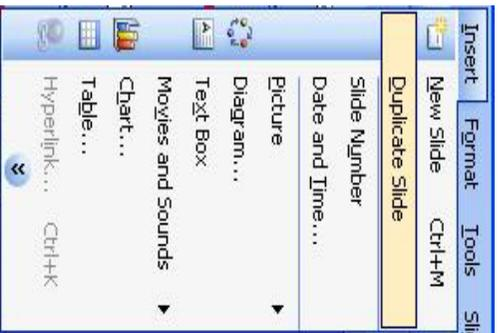 Insert Format Tools Sli
New Slide Ctrl+M
Duplicate Slide
Slide Number
Date and Time...
Picture
Diagram...
Text Box
Movies and Sounds
Chart...
Table...
Hyperlink... Ctrl+K